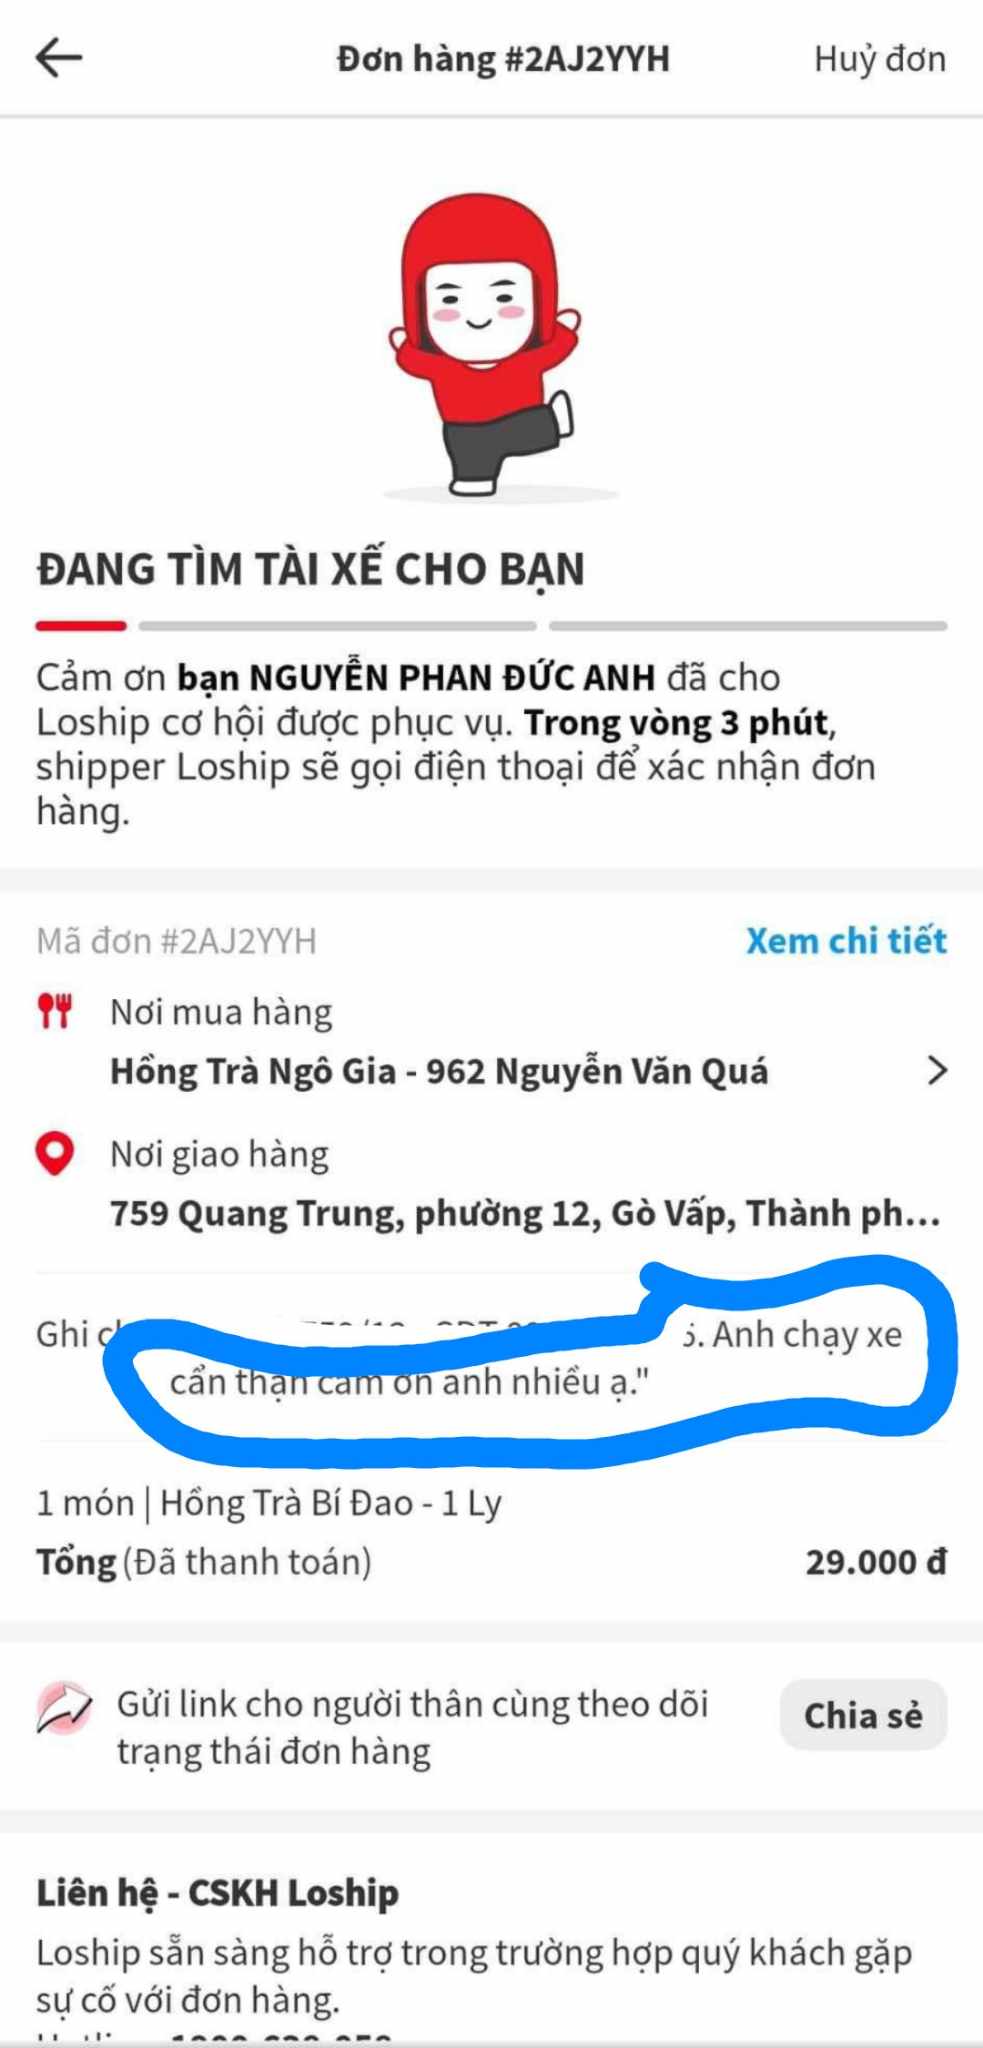 Đơn hàng #2AJ2YYH
Huỷ đơn
ĐANG TÌM TÀI XẾ CHO BẠN
Cảm ơn bạn NGUYỄN PHAN ĐỨC ANH đã cho
Loship cơ hội được phục vụ. Trong vòng 3 phút,
shipper Loship sẽ gọi điện thoại để xác nhận đơn
hàng.
Mã đơn #2AJ2YYH
Xem chi tiết
Nơi mua hàng
Hồng Trà Ngô Gia - 962 Nguyễn Văn Quá
Nơi giao hàng
759 Quang Trung, phường 12, Gò Vấp, Thành ph...
Ghi Anh chạy xe
cẩn thận cảm ơn anh nhiều ạ."
1 món | Hồng Trà Bí Đao - 1 Ly
Tổng (Đã thanh toán)
29.000 đ
Gửi link cho người thân cùng theo dõi
trạng thái đơn hàng
Chia sẻ
Liên hệ - CSKH Loship
Loship sẵn sàng hỗ trợ trong trường hợp quý khách gặp
sự cố với đơn hàng.